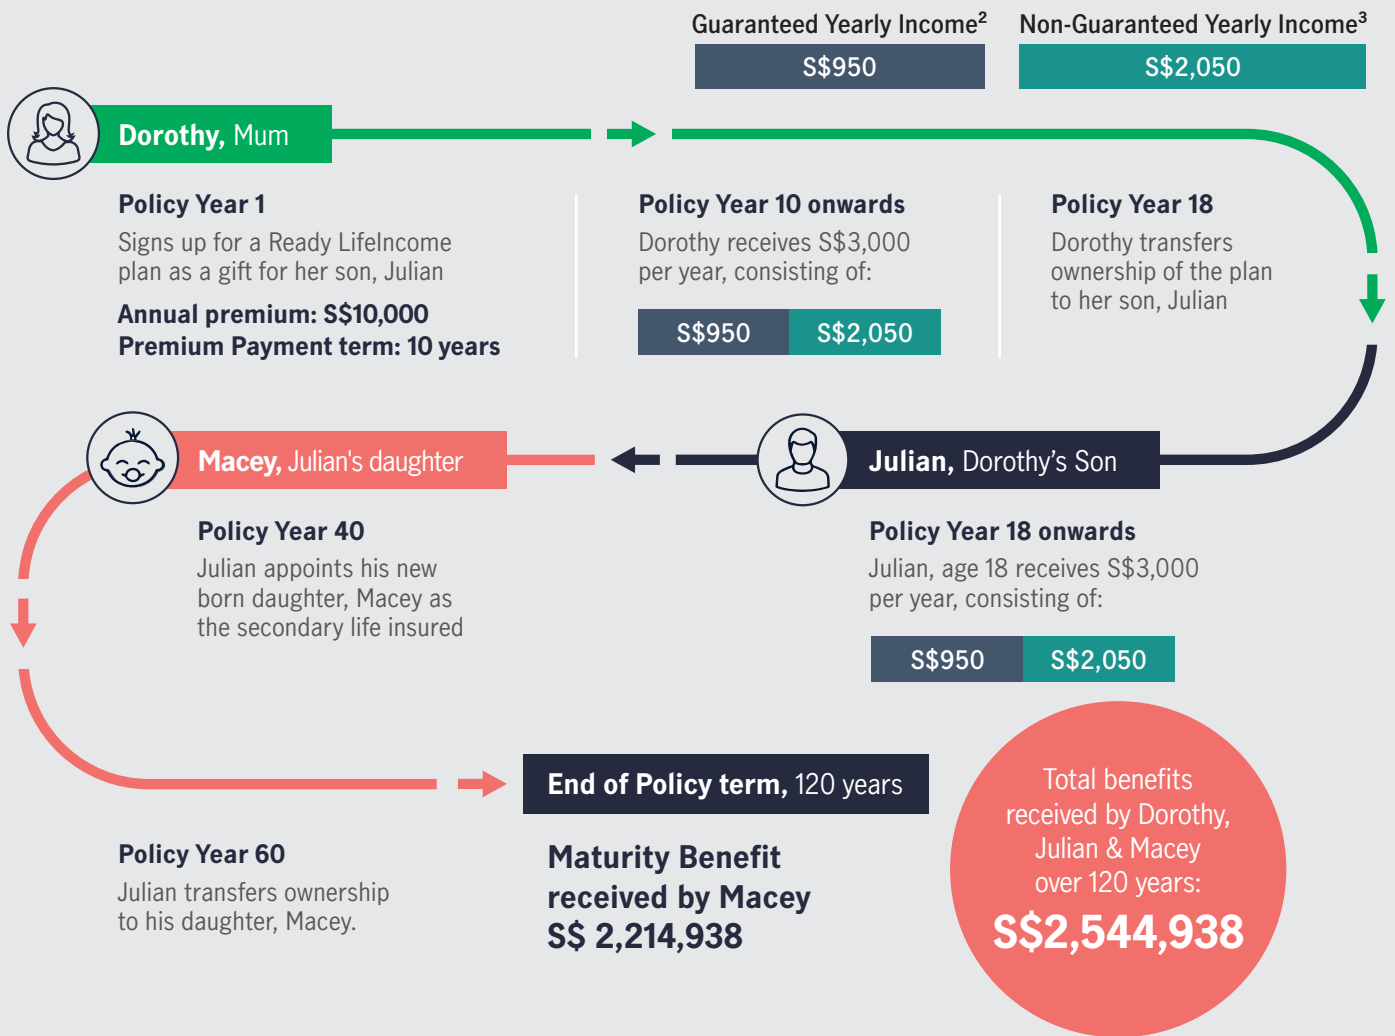 Guaranteed Yearly Income²
Non-Guaranteed Yearly Income³
S$950
S$2,050
Dorothy, Mum
Policy Year 1
Signs up for a Ready LifeIncome
plan as a gift for her son, Julian
Annual premium: S$10,000
Premium Payment term: 10 years
Policy Year 10 onwards
Dorothy receives S$3,000
per year, consisting of:
S$950
S$2,050
Policy Year 18
Dorothy transfers
ownership of the plan
to her son, Julian
Julian, Dorothy’s Son
Policy Year 18 onwards
Julian, age 18 receives S$3,000
per year, consisting of:
S$950
S$2,050
Macey, Julian's daughter
Policy Year 40
Julian appoints his new
born daughter, Macey as
the secondary life insured
Policy Year 60
Julian transfers ownership
to his daughter, Macey.
End of Policy term, 120 years
Maturity Benefit
received by Macey
S$ 2,214,938
Total benefits
received by Dorothy,
Julian & Macey
over 120 years:
S$2,544,938